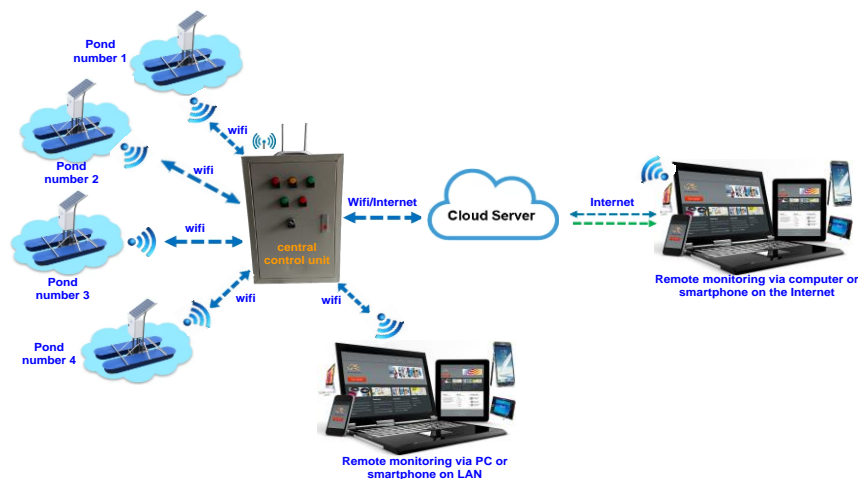 Pond
number 1
wifi
Pond
number 2
wifi
wifi
Pond
number 3
wifi
Pond
number 4
central
control unit
wifi
Wifi/Internet
Cloud Server
Internet
Remote monitoring via computer or
smartphone on the Internet
Remote monitoring via PC or
smartphone on LAN